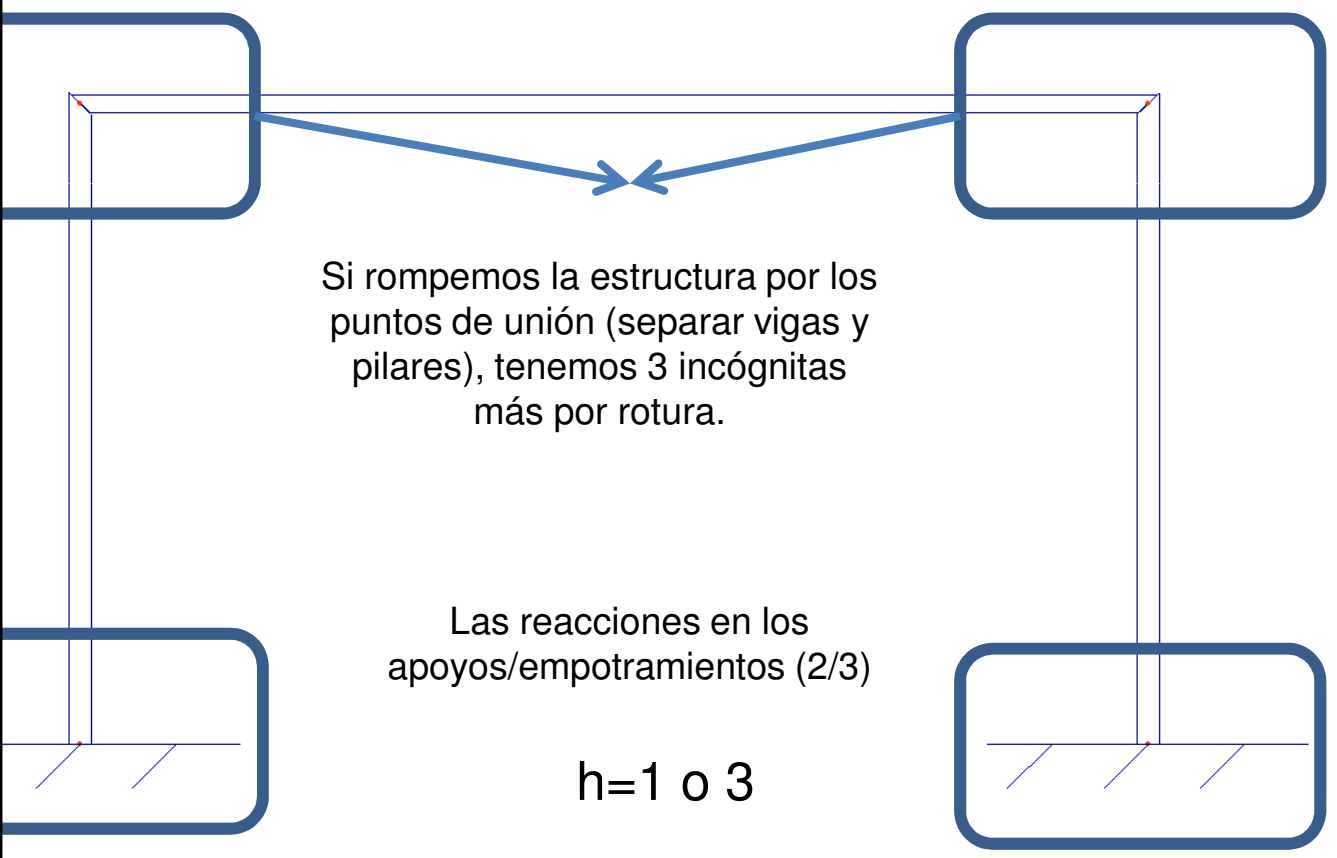 Si rompemos la estructura por los
puntos de unión (separar vigas y
pilares), tenemos 3 incógnitas
más por rotura.
Las reacciones en los
apoyos/empotramientos (2/3)
h=1 o 3